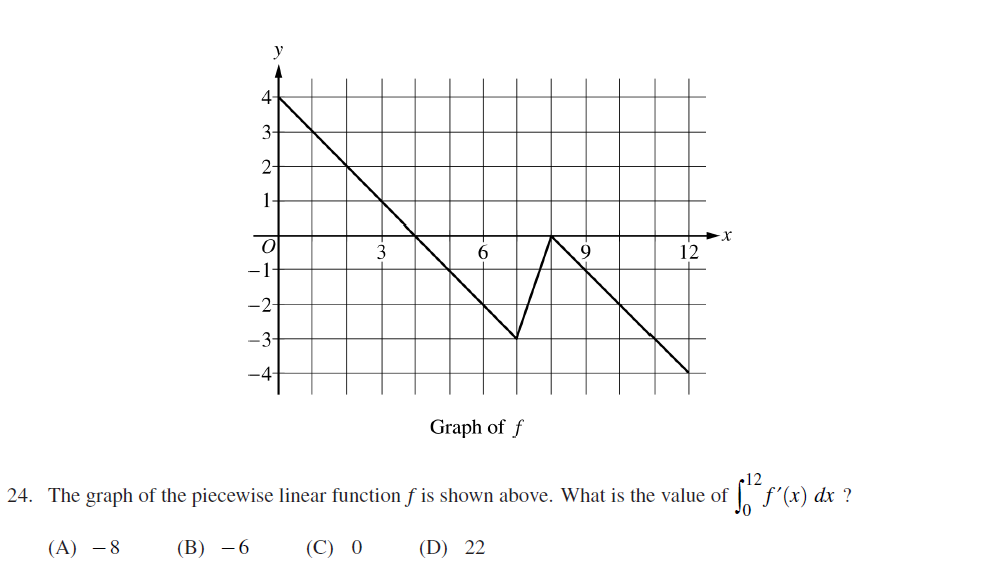 y
4
3
2
1
O 3 6 9 12 x
−1
−2
−3
−4
Graph of f
24. The graph of the piecewise linear function f is shown above. What is the value of ∫₀¹² f′(x) dx ?
(A) −8 (B) −6 (C) 0 (D) 22